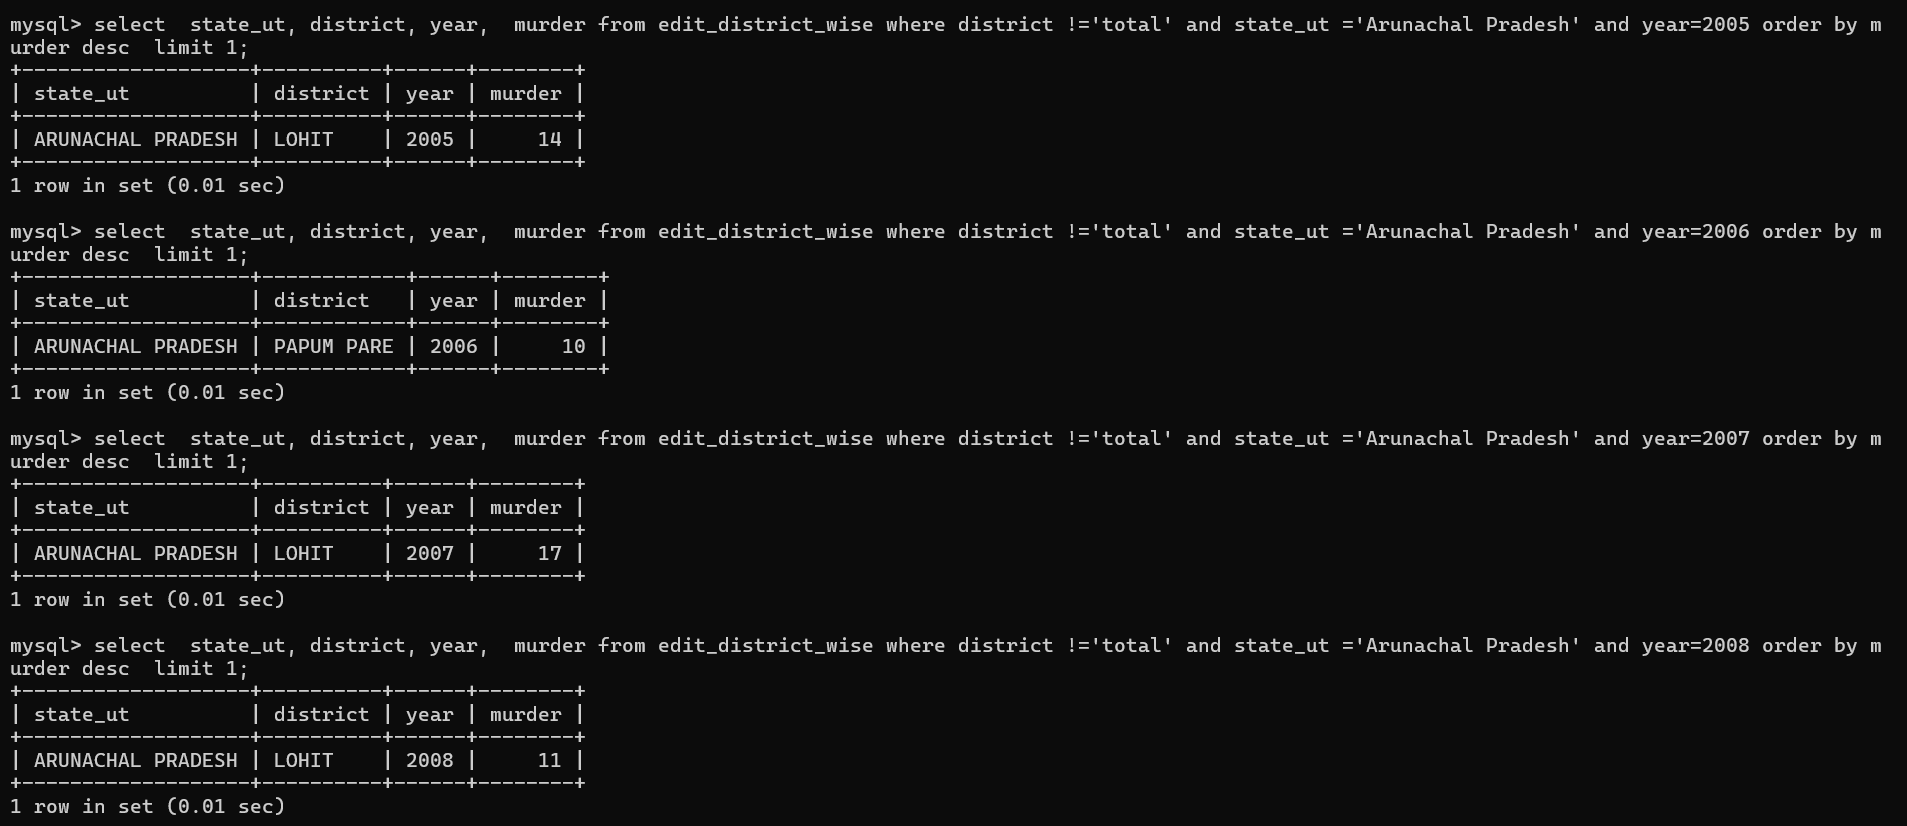 mysql> select  state_ut, district, year,  murder from edit_district_wise where district !='total' and state_ut ='Arunachal Pradesh' and year=2005 order by m
urder desc  limit 1;
+-------------------+----------+------+--------+
| state_ut          | district | year | murder |
+-------------------+----------+------+--------+
| ARUNACHAL PRADESH | LOHIT    | 2005 |     14 |
+-------------------+----------+------+--------+
1 row in set (0.01 sec)

mysql> select  state_ut, district, year,  murder from edit_district_wise where district !='total' and state_ut ='Arunachal Pradesh' and year=2006 order by m
urder desc  limit 1;
+-------------------+------------+------+--------+
| state_ut          | district   | year | murder |
+-------------------+------------+------+--------+
| ARUNACHAL PRADESH | PAPUM PARE | 2006 |     10 |
+-------------------+------------+------+--------+
1 row in set (0.01 sec)

mysql> select  state_ut, district, year,  murder from edit_district_wise where district !='total' and state_ut ='Arunachal Pradesh' and year=2007 order by m
urder desc  limit 1;
+-------------------+----------+------+--------+
| state_ut          | district | year | murder |
+-------------------+----------+------+--------+
| ARUNACHAL PRADESH | LOHIT    | 2007 |     17 |
+-------------------+----------+------+--------+
1 row in set (0.01 sec)

mysql> select  state_ut, district, year,  murder from edit_district_wise where district !='total' and state_ut ='Arunachal Pradesh' and year=2008 order by m
urder desc  limit 1;
+-------------------+----------+------+--------+
| state_ut          | district | year | murder |
+-------------------+----------+------+--------+
| ARUNACHAL PRADESH | LOHIT    | 2008 |     11 |
+-------------------+----------+------+--------+
1 row in set (0.01 sec)